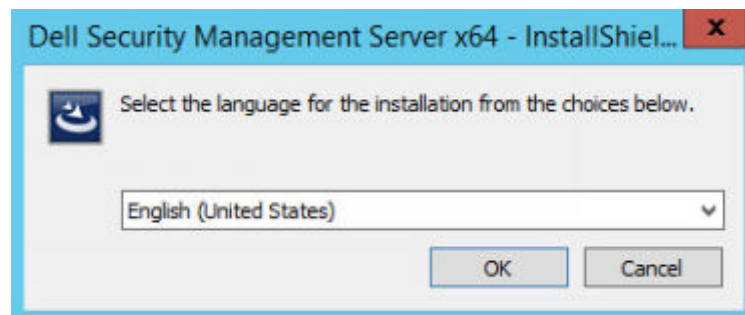 Dell Security Management Server x64 - InstallShiel...
x
Select the language for the installation from the choices below.
English (United States)
OK
Cancel